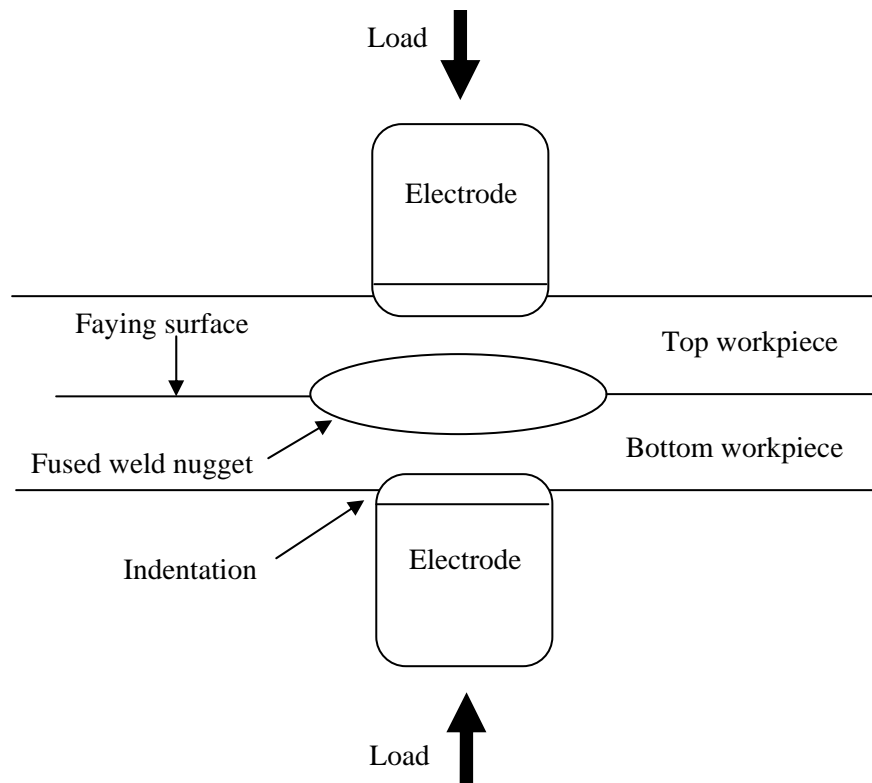 Load
Electrode
Faying surface
Top workpiece
Bottom workpiece
Fused weld nugget
Electrode
Indentation
Load